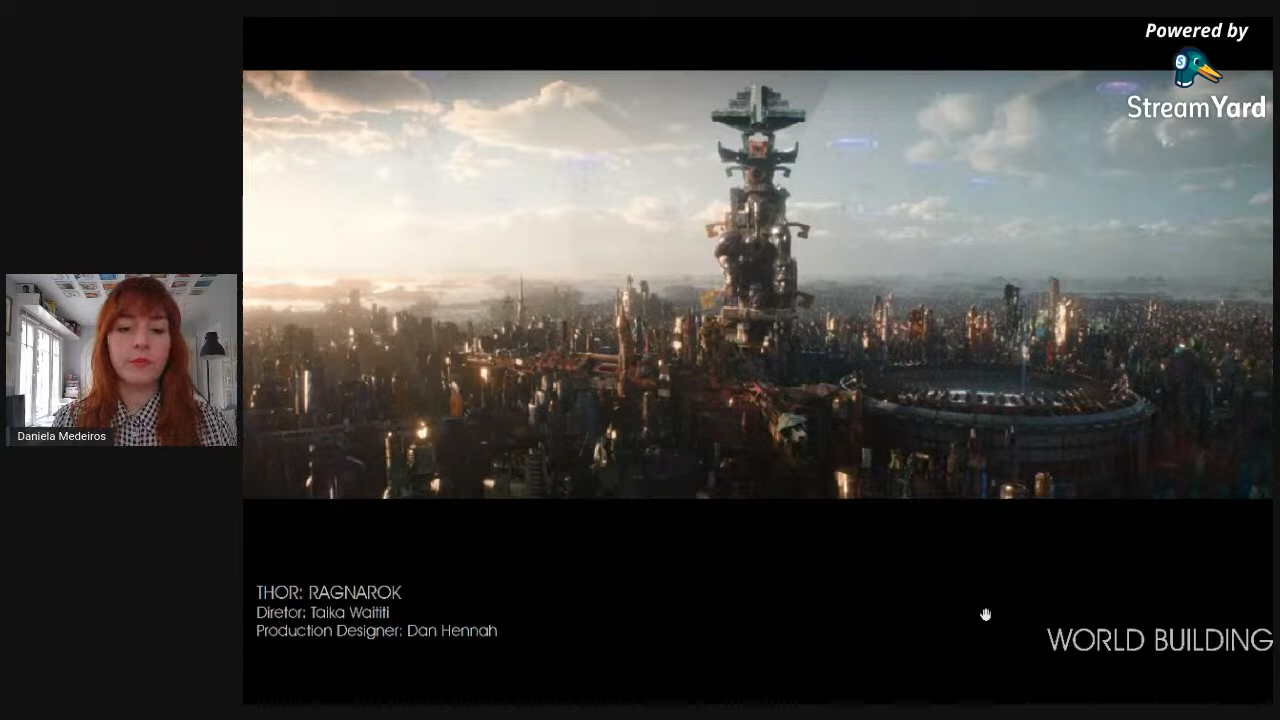 Powered by
StreamYard
Daniela Medeiros
THOR: RAGNAROK
Diretor: Taika Waititi
Production Designer: Dan Hennah
WORLD BUILDING